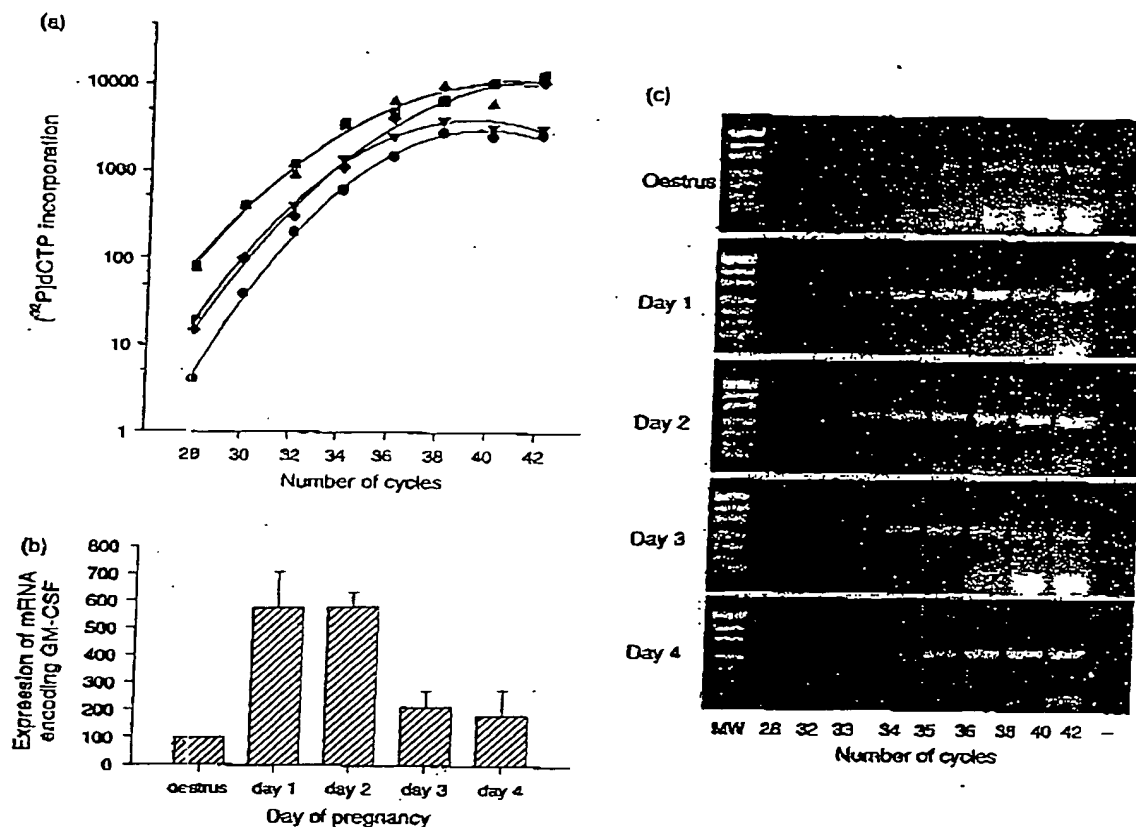 (a)
10000
1000
100
10
1
[³²P]dCTP incorporation
28 30 32 34 36 38 40 42
Number of cycles
(b)
800
700
600
500
400
300
200
100
0
Expression of mRNA
encoding GM-CSF
oestrus day 1 day 2 day 3 day 4
Day of pregnancy
(c)
Oestrus
Day 1
Day 2
Day 3
Day 4
MW 28 32 33 34 35 36 38 40 42 –
Number of cycles